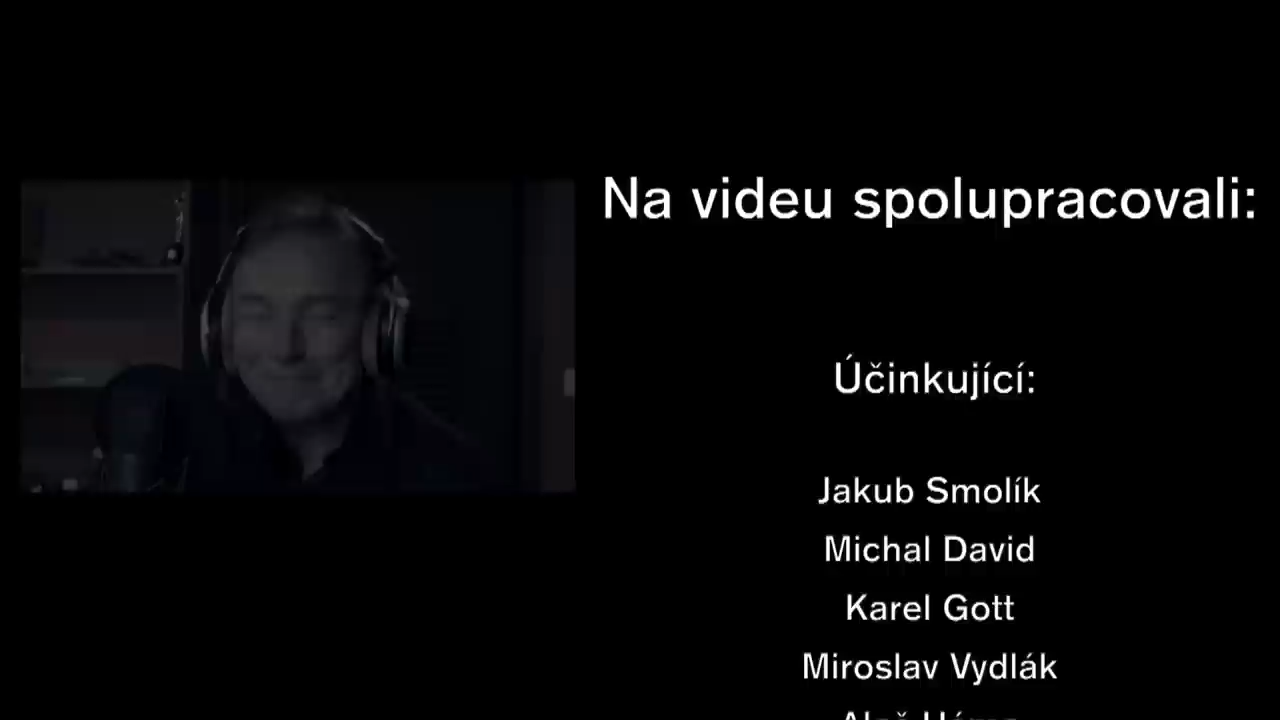 Na videu spolupracovali:
Účinkující:
Jakub Smolík
Michal David
Karel Gott
Miroslav Vydlák